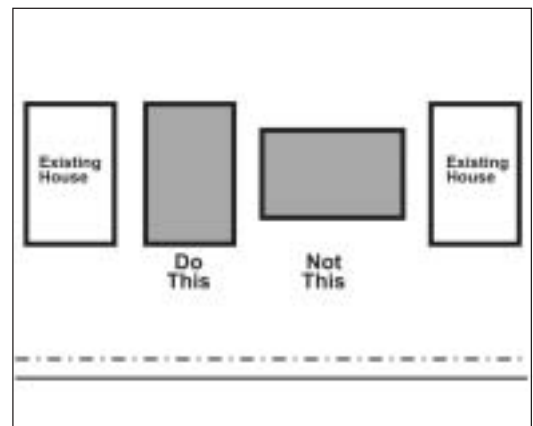 Existing
House
Do
This
Not
This
Existing
House